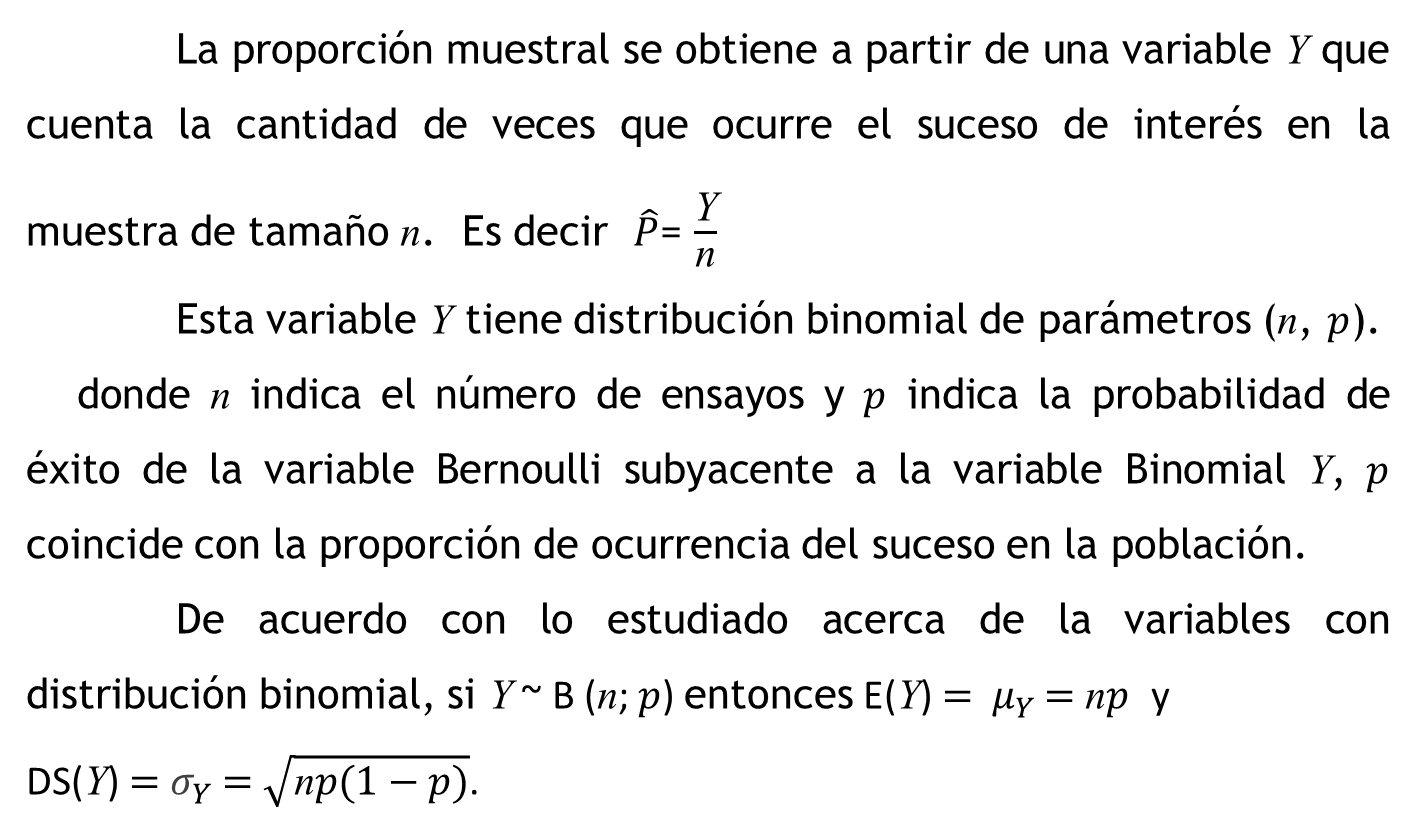 La proporción muestral se obtiene a partir de una variable Y que
cuenta la cantidad de veces que ocurre el suceso de interés en la
muestra de tamaño n. Es decir P̂= Y/n
Esta variable Y tiene distribución binomial de parámetros (n, p).
donde n indica el número de ensayos y p indica la probabilidad de
éxito de la variable Bernoulli subyacente a la variable Binomial Y, p
coincide con la proporción de ocurrencia del suceso en la población.
De acuerdo con lo estudiado acerca de la variables con
distribución binomial, si Y ~ B (n; p) entonces E(Y) = μ_Y = np y
DS(Y) = σ_Y = √(np(1 − p)).